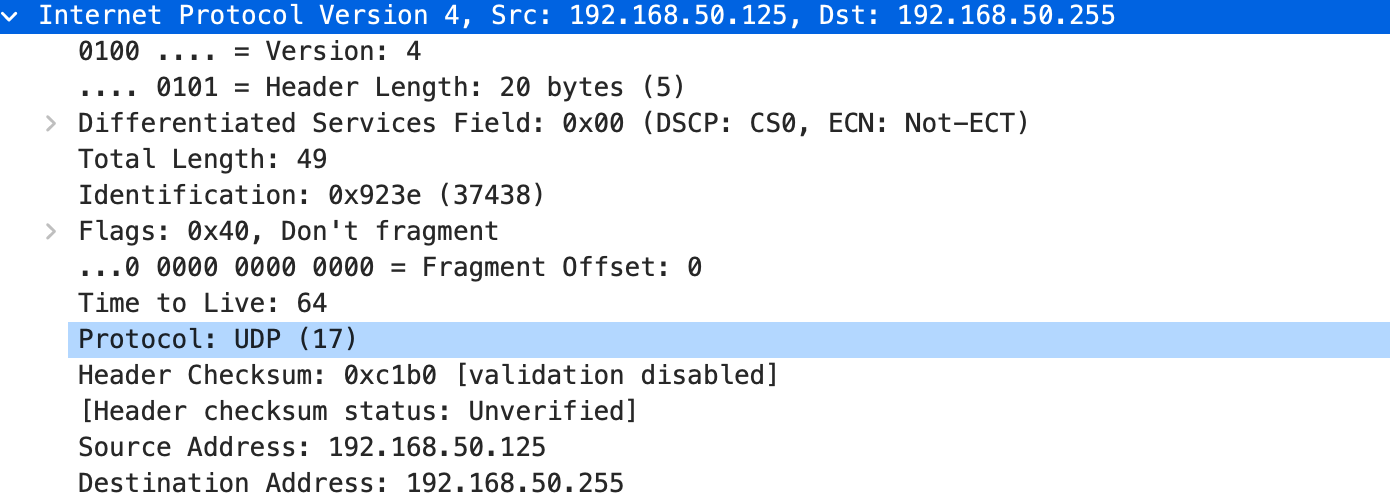 Internet Protocol Version 4, Src: 192.168.50.125, Dst: 192.168.50.255
0100 .... = Version: 4
.... 0101 = Header Length: 20 bytes (5)
Differentiated Services Field: 0x00 (DSCP: CS0, ECN: Not-ECT)
Total Length: 49
Identification: 0x923e (37438)
Flags: 0x40, Don't fragment
...0 0000 0000 0000 = Fragment Offset: 0
Time to Live: 64
Protocol: UDP (17)
Header Checksum: 0xc1b0 [validation disabled]
[Header checksum status: Unverified]
Source Address: 192.168.50.125
Destination Address: 192.168.50.255